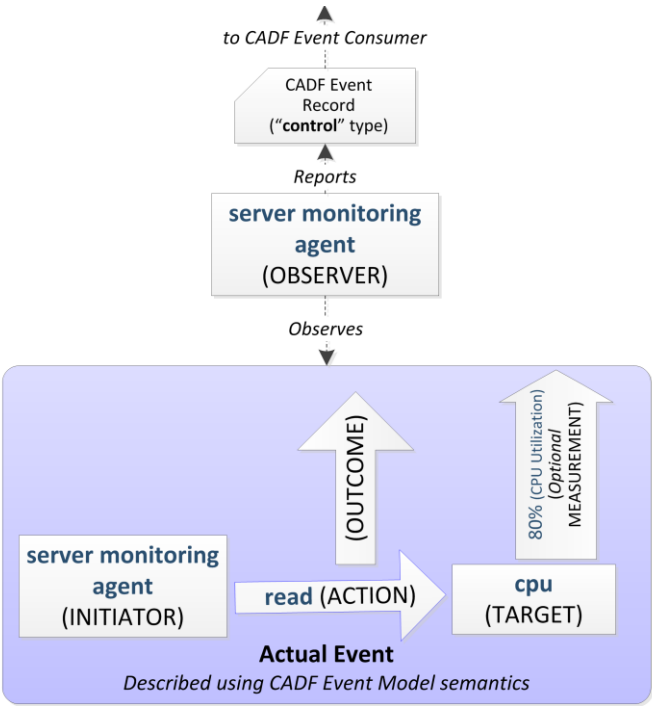 to CADF Event Consumer
CADF Event
Record
(“control” type)
Reports
server monitoring
agent
(OBSERVER)
Observes
(OUTCOME)
80% (CPU Utilization)
(Optional
MEASUREMENT)
server monitoring
agent
(INITIATOR)
read (ACTION)
cpu
(TARGET)
Actual Event
Described using CADF Event Model semantics